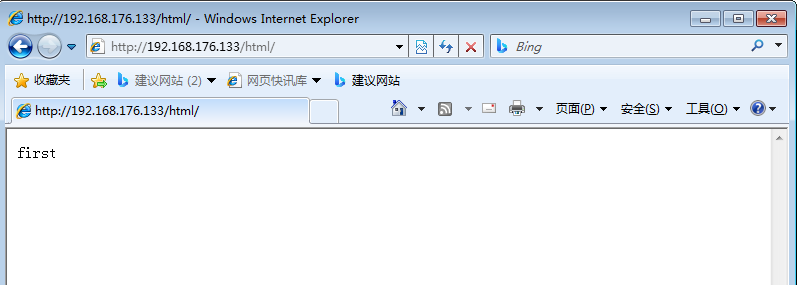 http://192.168.176.133/html/ - Windows Internet Explorer
http://192.168.176.133/html/
Bing
收藏夹
建议网站 (2)
网页快讯库
建议网站
http://192.168.176.133/html/
页面(P)
安全(S)
工具(O)
first